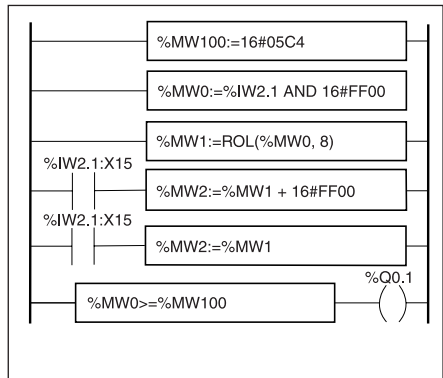 %MW100:=16#05C4
%MW0:=%IW2.1 AND 16#FF00
%MW1:=ROL(%MW0, 8)
%IW2.1:X15
%MW2:=%MW1 + 16#FF00
%IW2.1:X15
%MW2:=%MW1
%Q0.1
%MW0>=%MW100